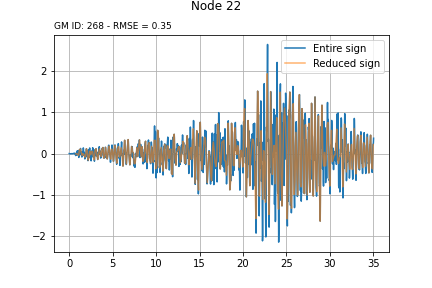 Node 22
GM ID: 268 - RMSE = 0.35
Entire sign
Reduced sign
2
1
0
−1
−2
0 5 10 15 20 25 30 35